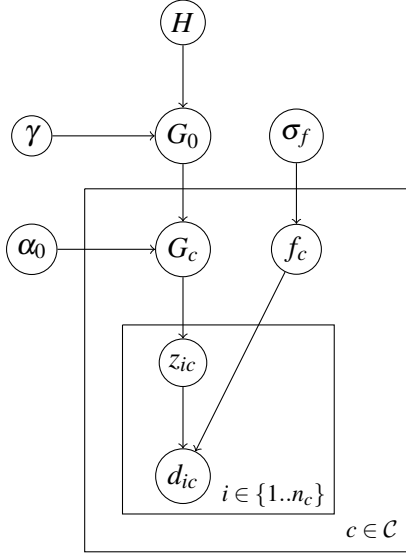 H
γ G₀ σ_f
α₀ G_c f_c
z_ic
d_ic
i ∈ {1..n_c}
c ∈ 𝒞